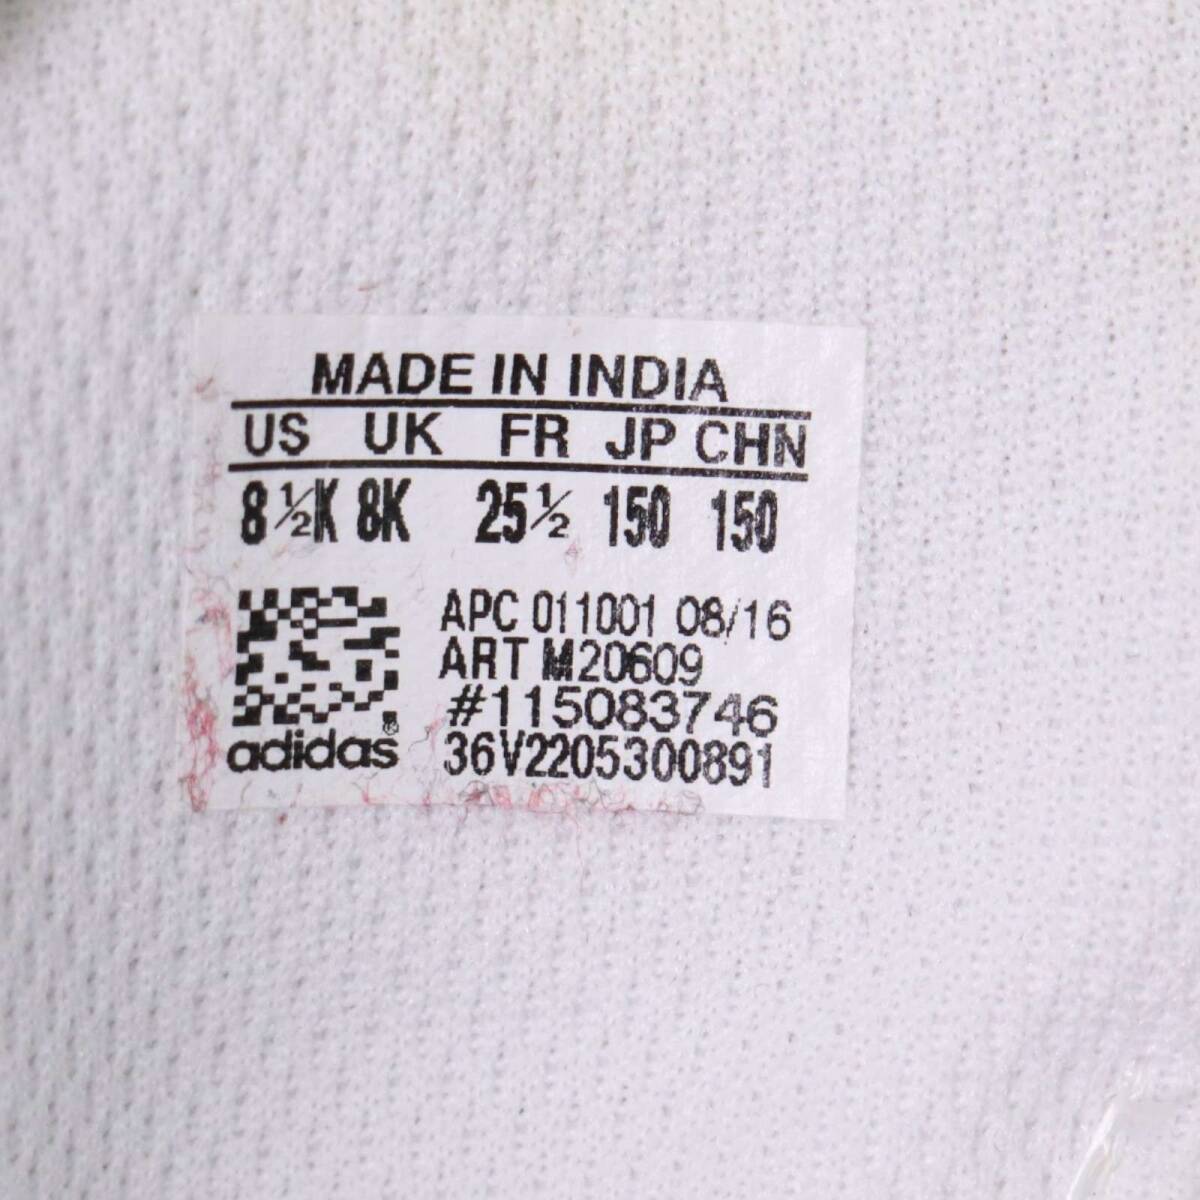 MADE IN INDIA
US UK FR JP CHN
8½K 8K 25½ 150 150
APC 011001 08/16
ART M20609
#115083746
adidas® 36V2205300891